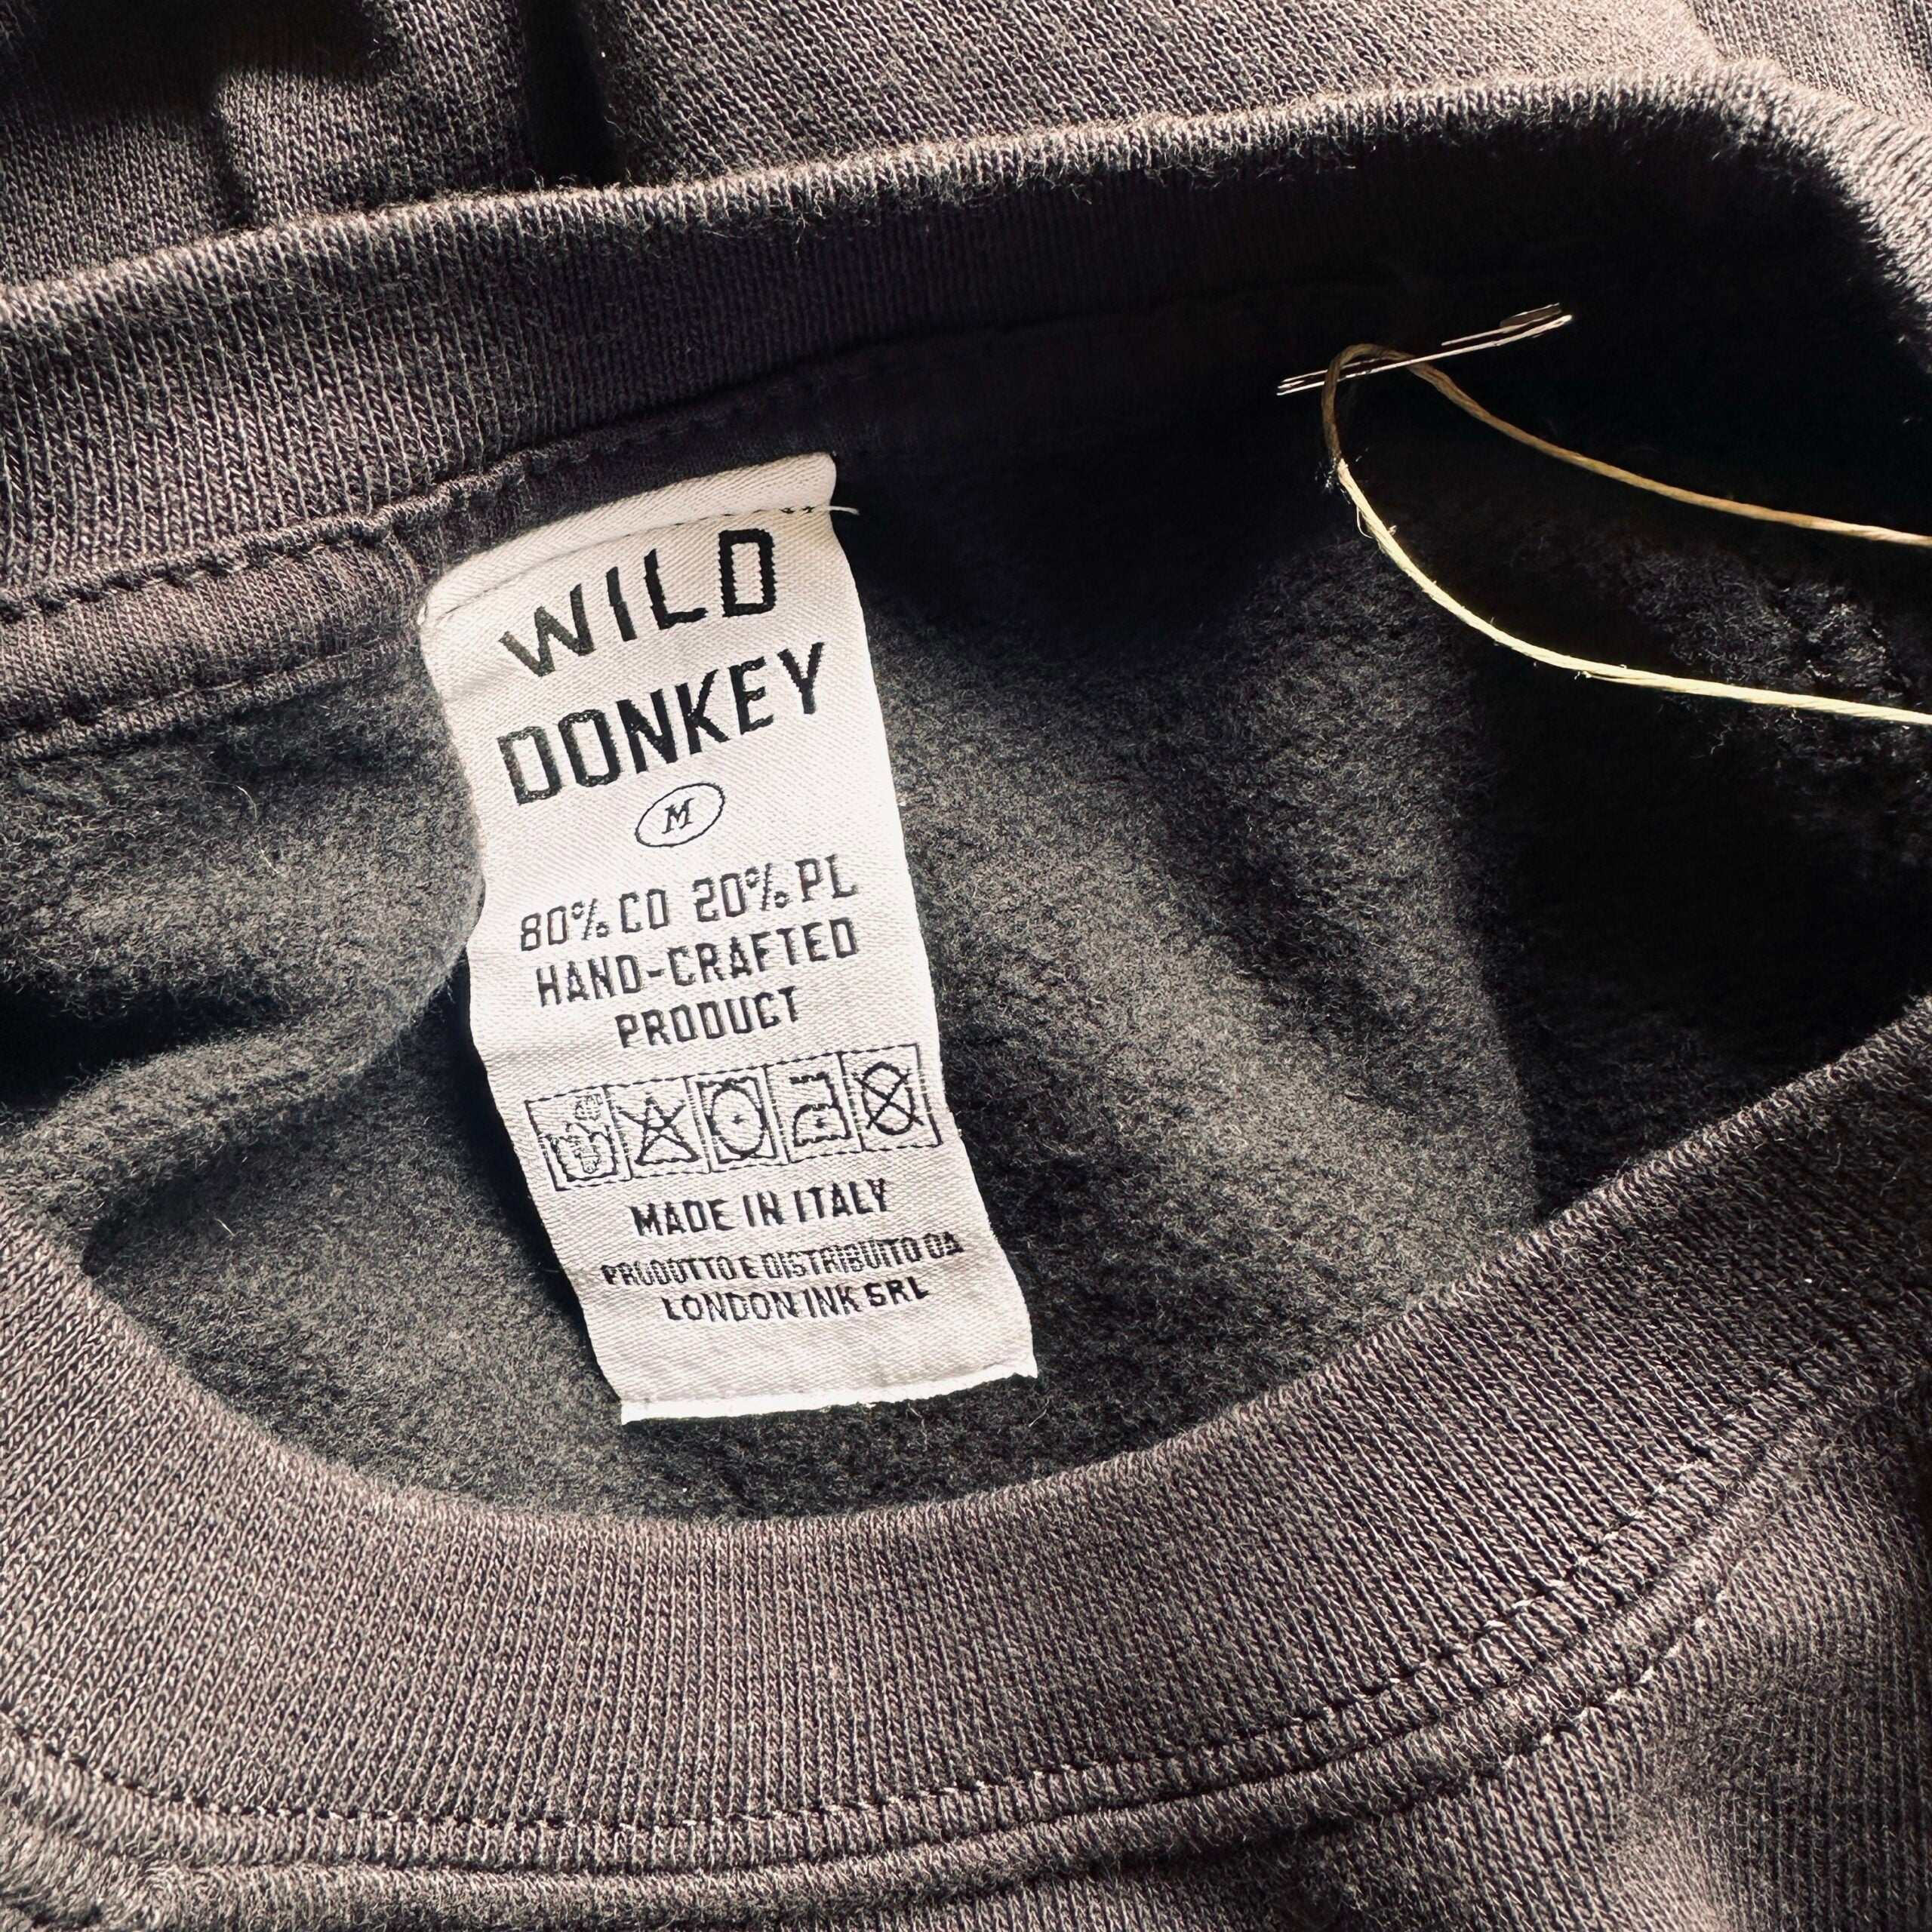 WILD
DONKEY
M
80% CO 20% PL
HAND-CRAFTED
PRODUCT
MADE IN ITALY
PRODOTTO E DISTRIBUITO DA
LONDON INK SRL